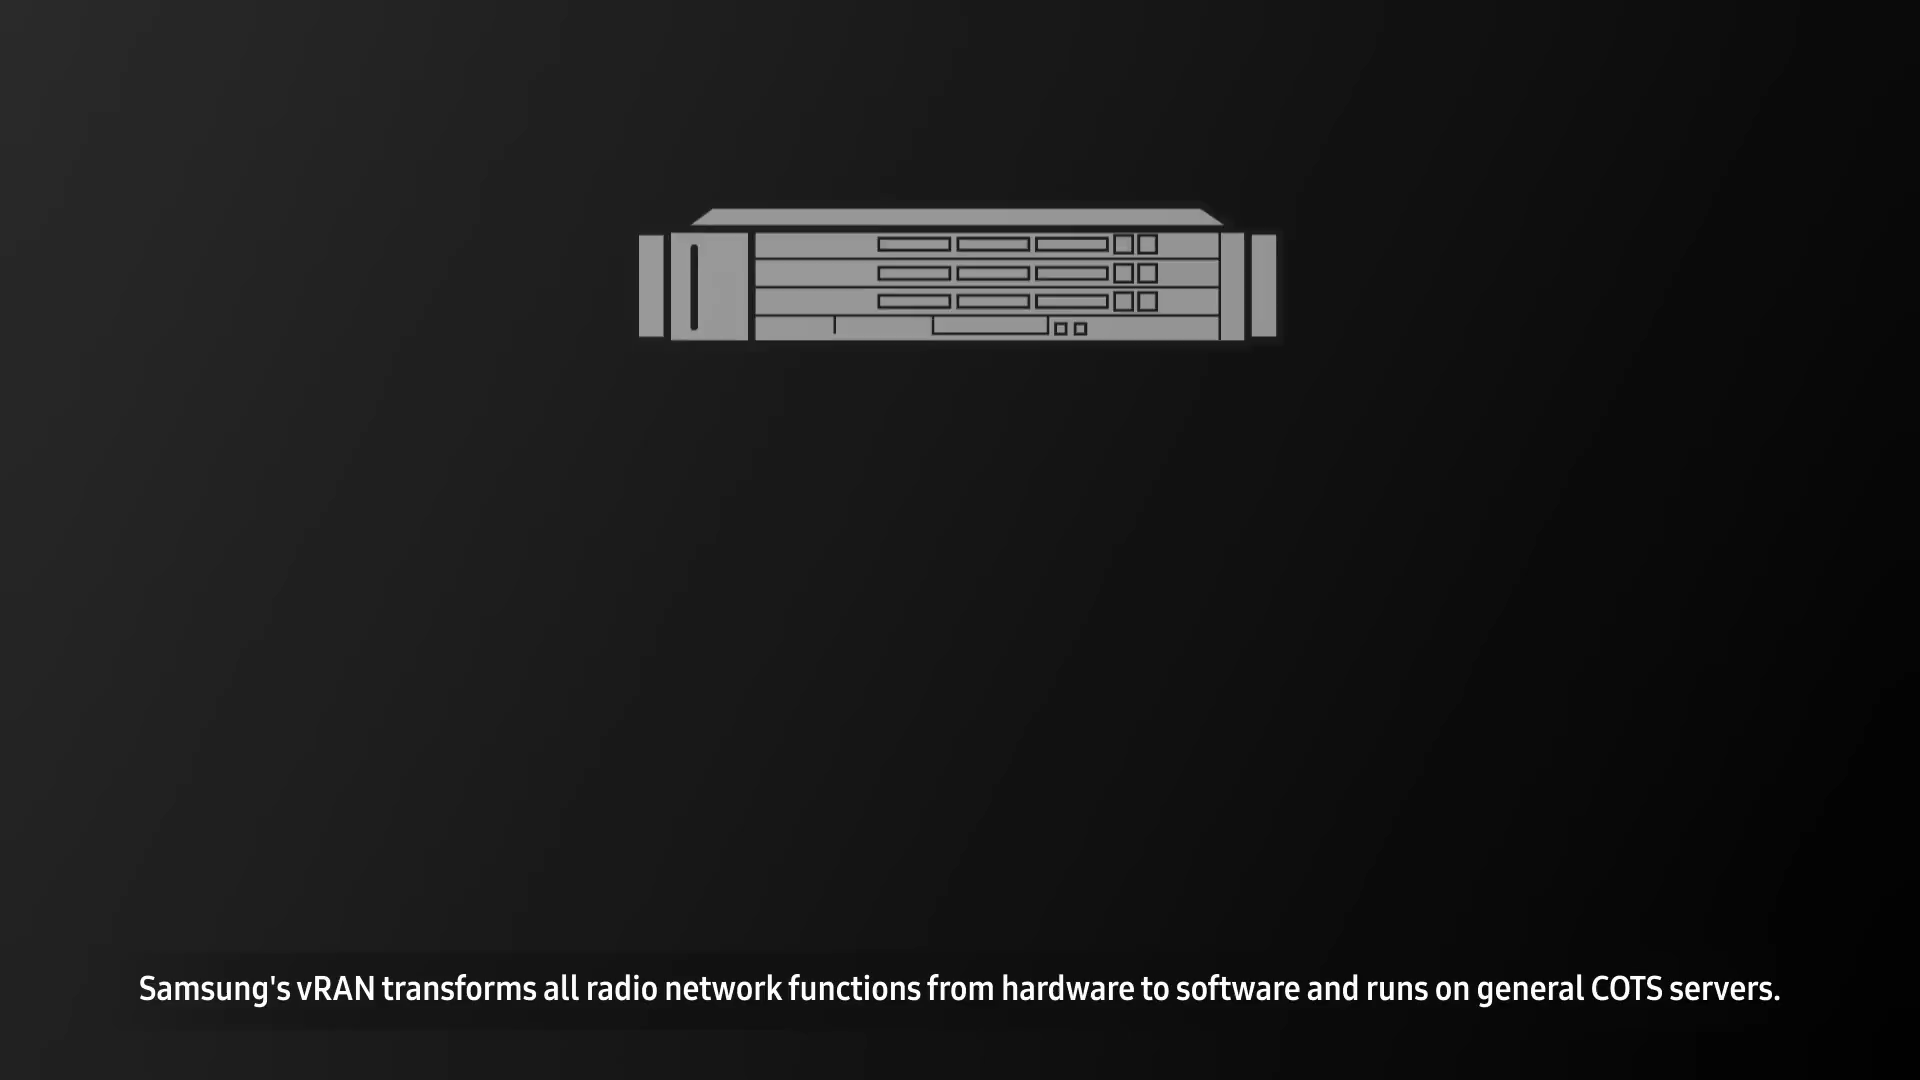 Samsung's vRAN transforms all radio network functions from hardware to software and runs on general COTS servers.